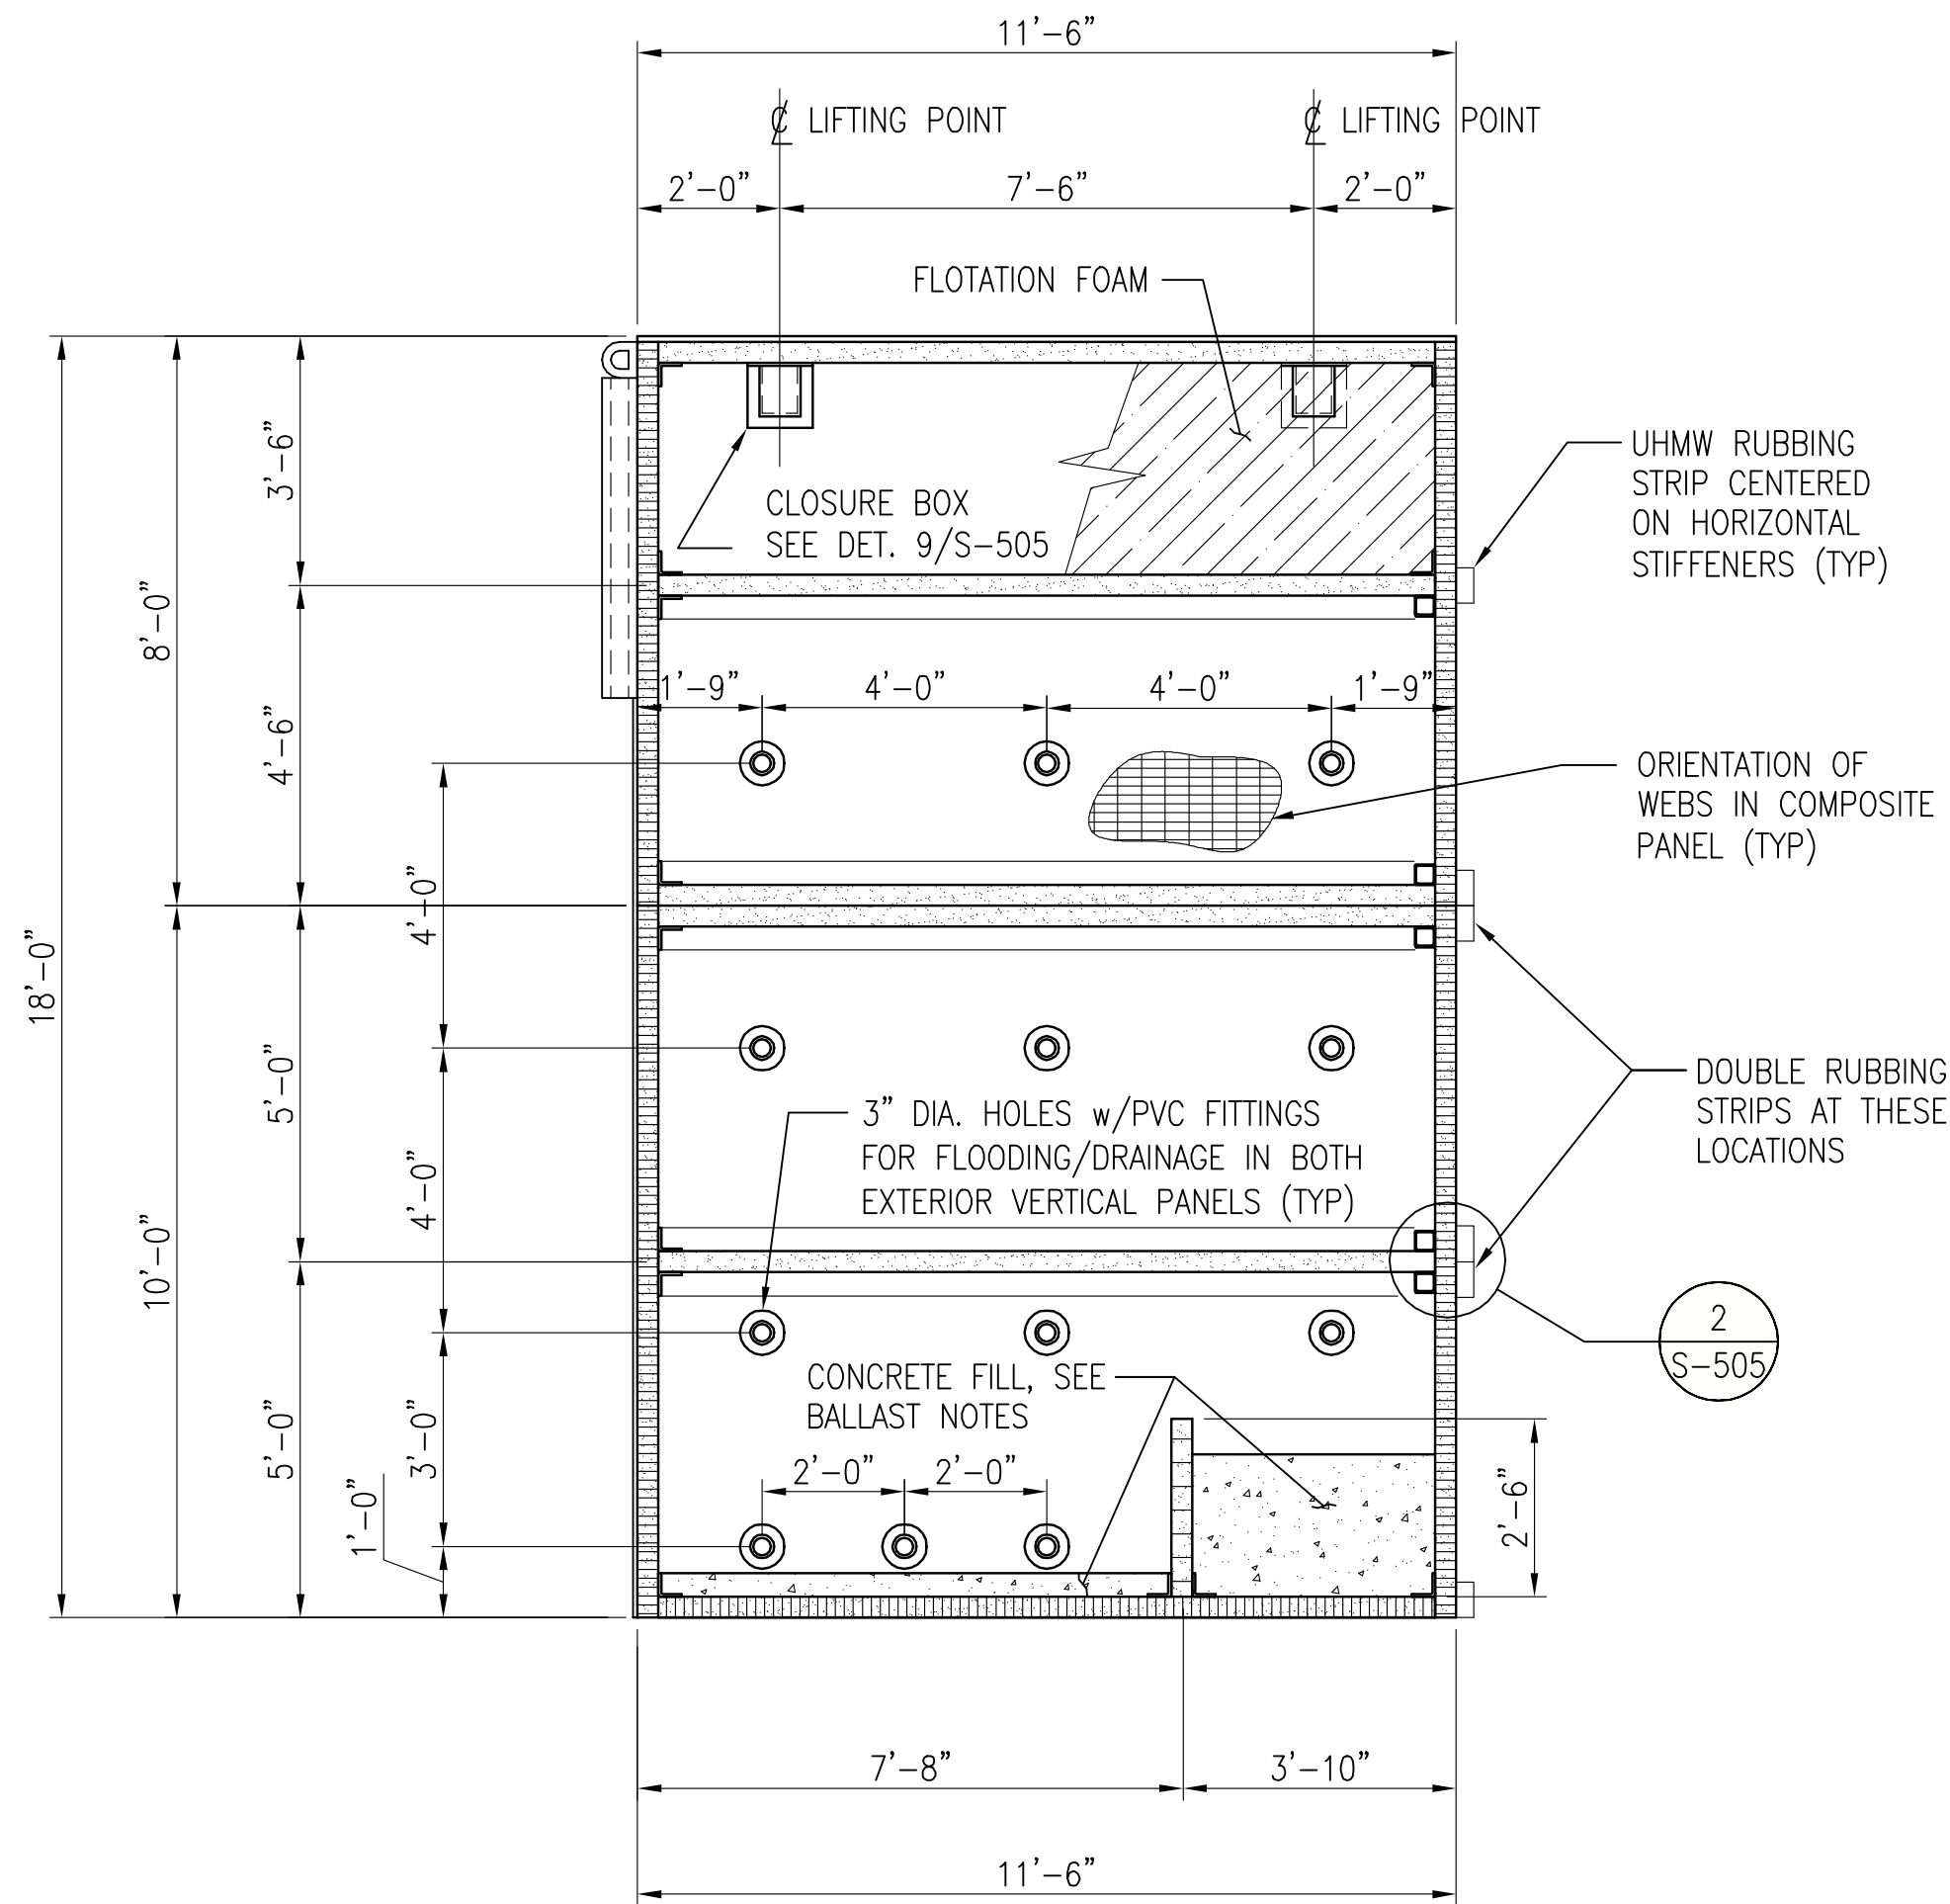 11'-6"
℄ LIFTING POINT
℄ LIFTING POINT
2'-0"
7'-6"
2'-0"
FLOTATION FOAM
3'-6"
UHMW RUBBING
STRIP CENTERED
ON HORIZONTAL
STIFFENERS (TYP)
CLOSURE BOX
SEE DET. 9/S-505
8'-0"
4'-6"
1'-9"
4'-0"
4'-0"
1'-9"
ORIENTATION OF
WEBS IN COMPOSITE
PANEL (TYP)
4'-0"
18'-0"
5'-0"
DOUBLE RUBBING
STRIPS AT THESE
LOCATIONS
3" DIA. HOLES w/PVC FITTINGS
FOR FLOODING/DRAINAGE IN BOTH
EXTERIOR VERTICAL PANELS (TYP)
4'-0"
10'-0"
2
S-505
CONCRETE FILL, SEE
BALLAST NOTES
5'-0"
3'-0"
2'-0"
2'-0"
1'-0"
2'-6"
7'-8"
3'-10"
11'-6"